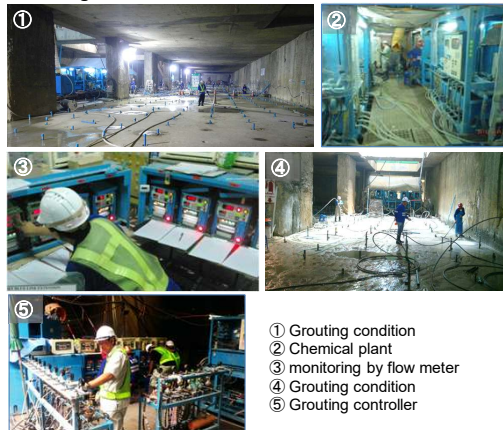 ①
②
③
④
⑤
① Grouting condition
② Chemical plant
③ monitoring by flow meter
④ Grouting condition
⑤ Grouting controller